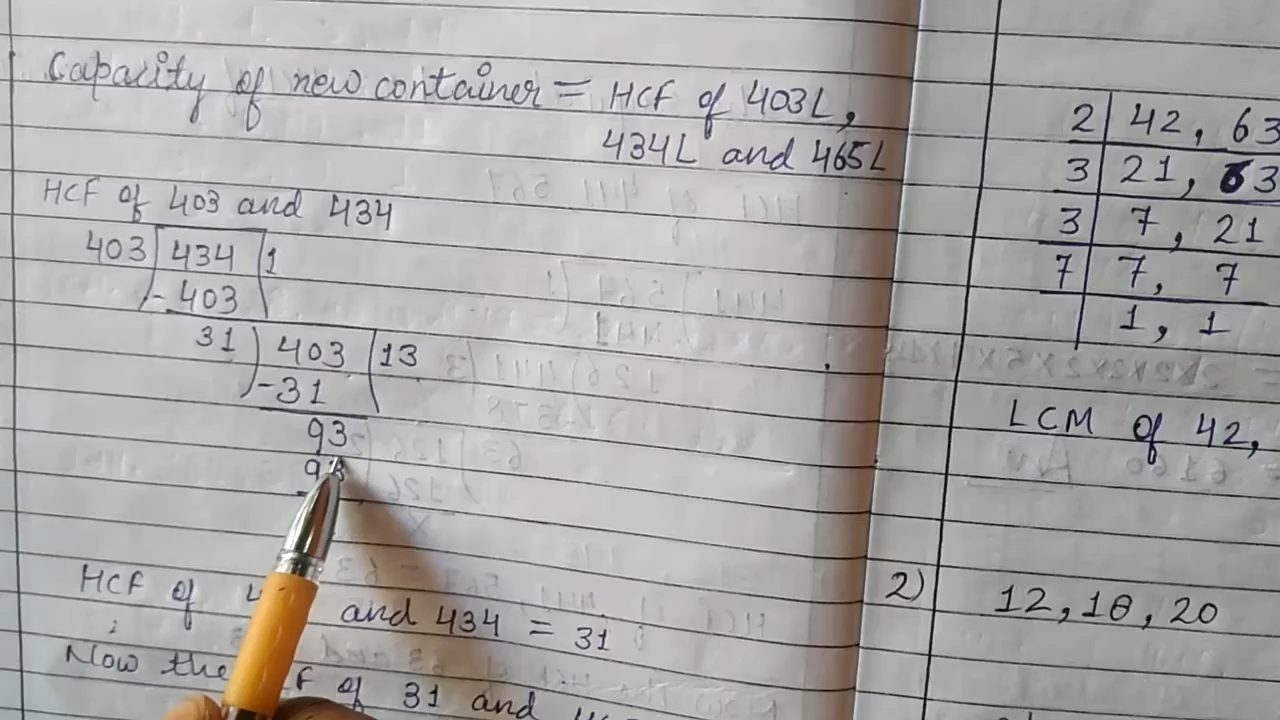 Capacity of new container = HCF of 403L,
434L and 465L
HCF of 403 and 434
403 434 1
- 403
31 403 13
-31
93
93
HCF of and 434 = 31
Now the of 31 and
2 42, 63
3 21, 63
3 7, 21
7 7, 7
1, 1
LCM of 42,
2) 12, 18, 20